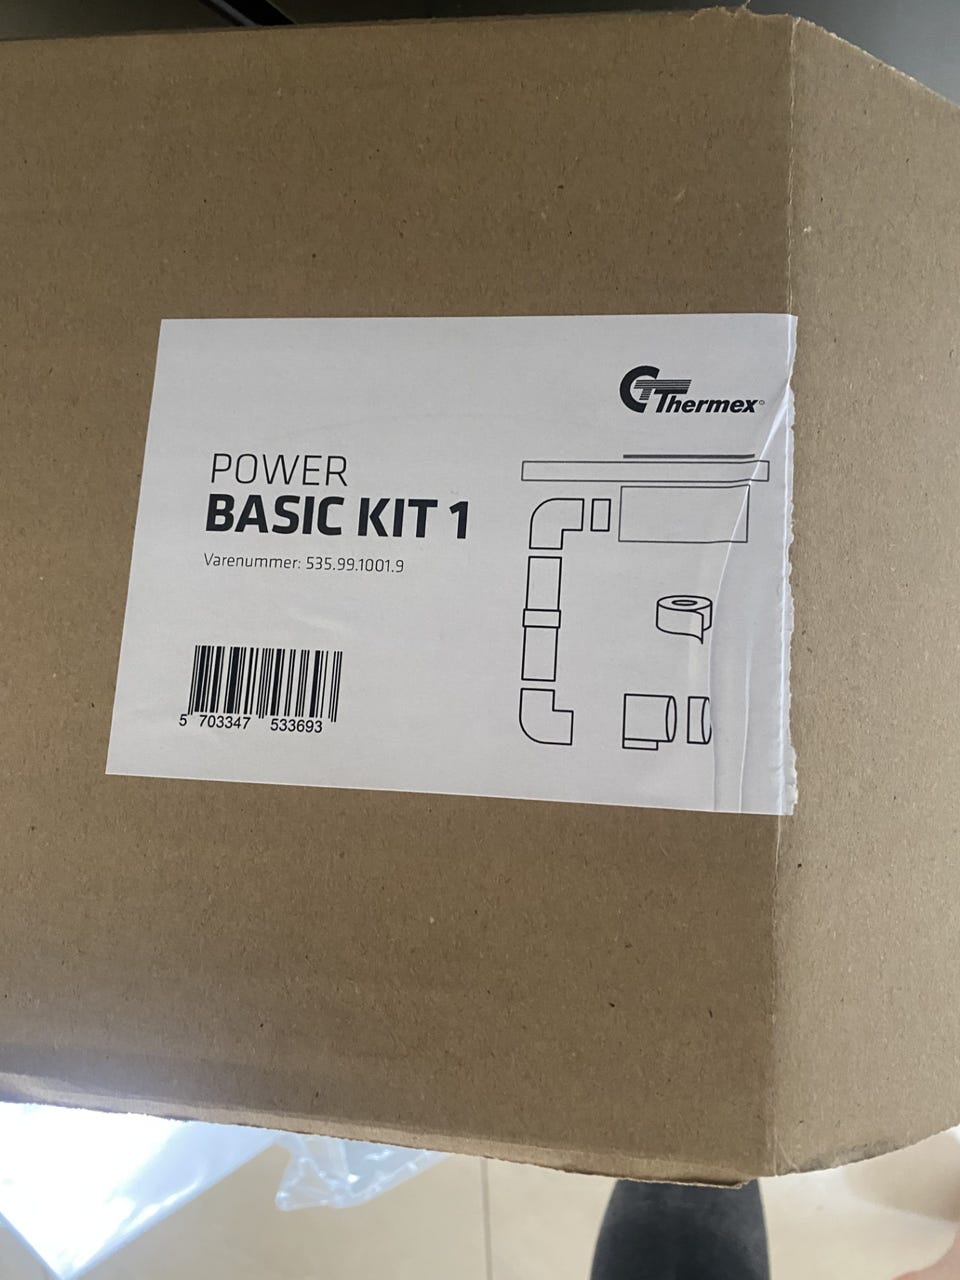 Thermex
POWER
BASIC KIT 1
Varenummer: 535.99.1001.9
5 703347 533693